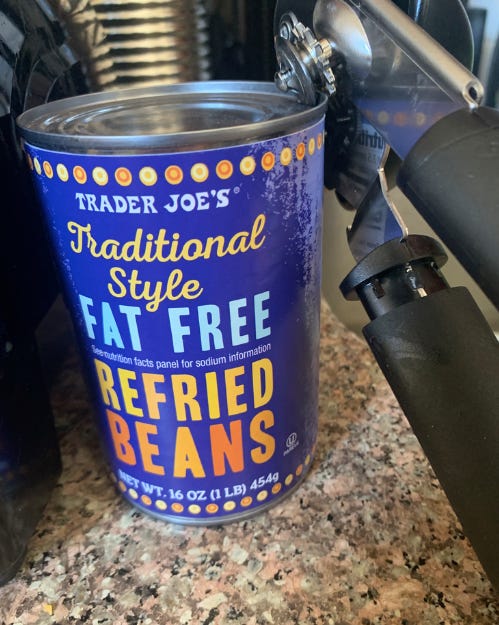 TRADER JOE'S®
Traditional
Style
FAT FREE
See nutrition facts panel for sodium information
REFRIED
BEANS
U
PAREVE
NET WT. 16 OZ (1 LB) 454g